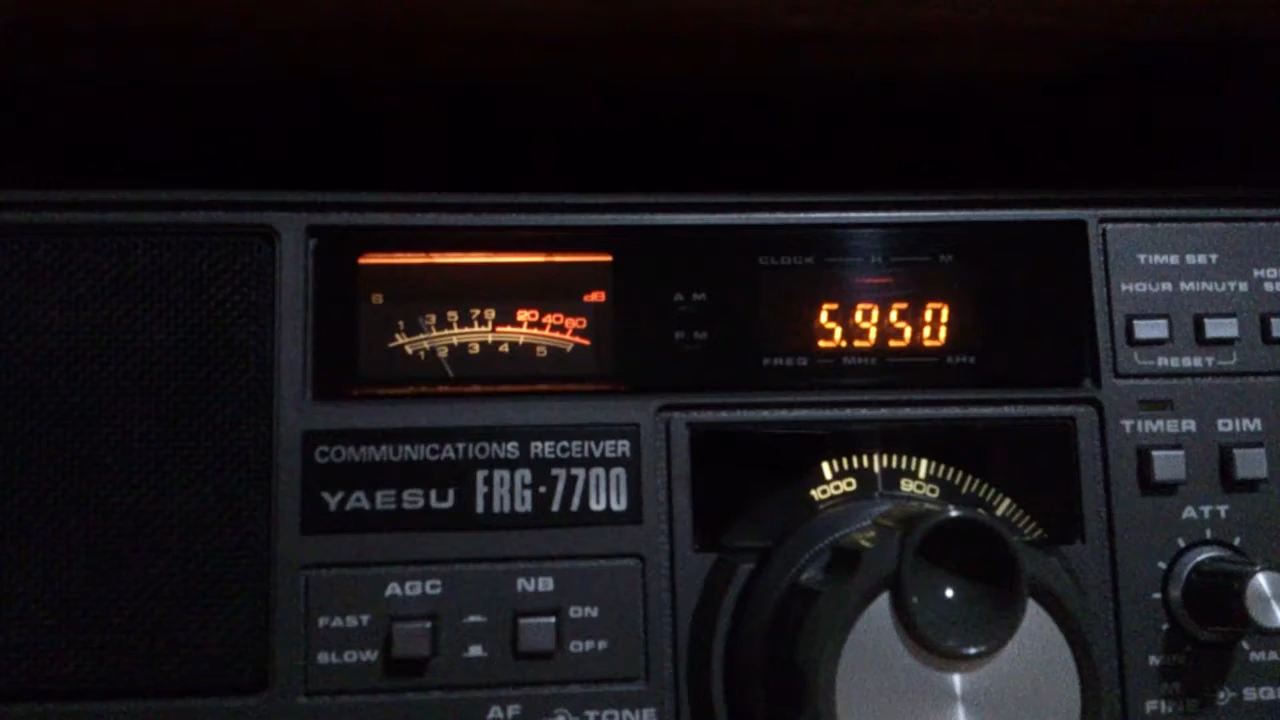 CLOCK H M
TIME SET
HOUR MINUTE
S dB
A M
1 3 5 7 9 20 40 60
5.950
P M
1 2 3 4 5
FREQ MHz kHz
RESET
TIMER DIM
COMMUNICATIONS RECEIVER
YAESU FRG-7700
1000 900
ATT
AGC NB
FAST ON
SLOW OFF
MIN
FINE
AF TONE